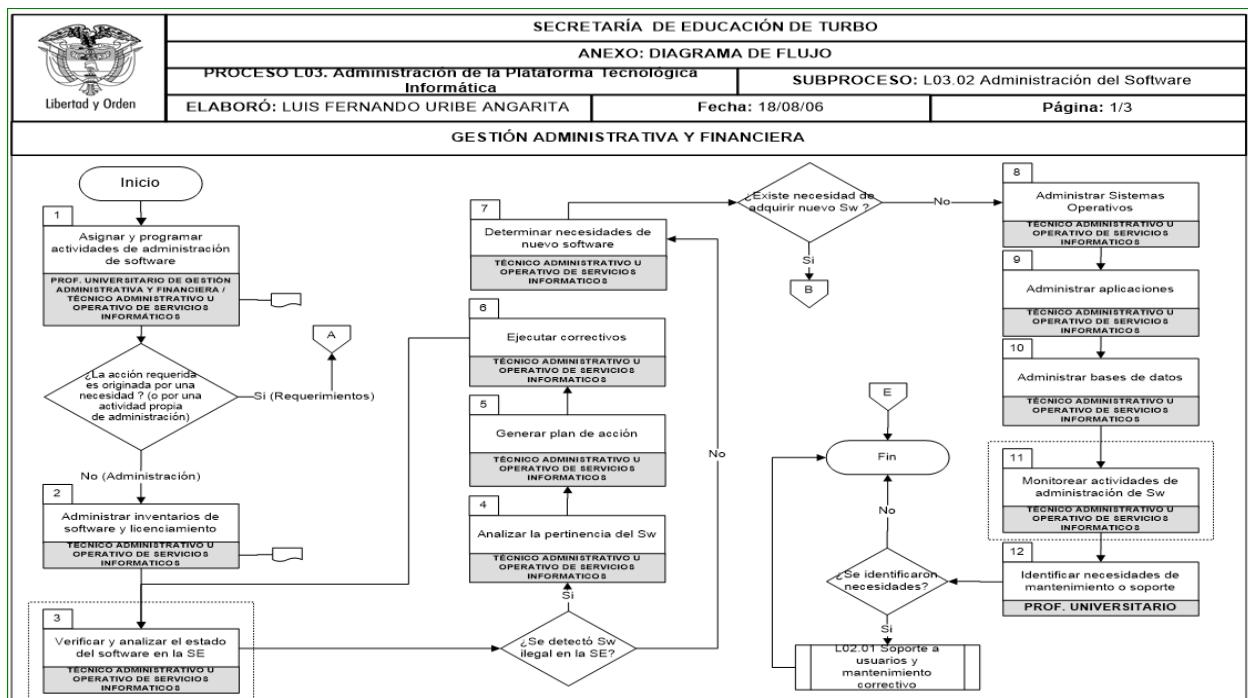 SECRETARÍA DE EDUCACIÓN DE TURBO
ANEXO: DIAGRAMA DE FLUJO
PROCESO L03. Administración de la Plataforma Tecnológica
Informática
SUBPROCESO: L03.02 Administración del Software
Libertad y Orden
ELABORÓ: LUIS FERNANDO URIBE ANGARITA
Fecha: 18/08/06
Página: 1/3
GESTIÓN ADMINISTRATIVA Y FINANCIERA
Inicio
1
Asignar y programar
actividades de administración
de software
PROF. UNIVERSITARIO DE GESTIÓN
ADMINISTRATIVA Y FINANCIERA /
TÉCNICO ADMINISTRATIVO U
OPERATIVO DE SERVICIOS
INFORMÁTICOS
¿La acción requerida
es originada por una
necesidad ? (o por una
actividad propia
de administración)
Si (Requerimientos)
A
No (Administración)
2
Administrar inventarios de
software y licenciamiento
TÉCNICO ADMINISTRATIVO U
OPERATIVO DE SERVICIOS
INFORMATICOS
3
Verificar y analizar el estado
del software en la SE
TÉCNICO ADMINISTRATIVO U
OPERATIVO DE SERVICIOS
INFORMATICOS
¿Se detectó Sw
ilegal en la SE?
Si
No
4
Analizar la pertinencia del Sw
TÉCNICO ADMINISTRATIVO U
OPERATIVO DE SERVICIOS
INFORMATICOS
5
Generar plan de acción
TÉCNICO ADMINISTRATIVO U
OPERATIVO DE SERVICIOS
INFORMATICOS
6
Ejecutar correctivos
TÉCNICO ADMINISTRATIVO U
OPERATIVO DE SERVICIOS
INFORMATICOS
7
Determinar necesidades de
nuevo software
TÉCNICO ADMINISTRATIVO U
OPERATIVO DE SERVICIOS
INFORMATICOS
¿Existe necesidad de
adquirir nuevo Sw ?
Si
B
No
8
Administrar Sistemas
Operativos
TÉCNICO ADMINISTRATIVO U
OPERATIVO DE SERVICIOS
INFORMATICOS
9
Administrar aplicaciones
TÉCNICO ADMINISTRATIVO U
OPERATIVO DE SERVICIOS
INFORMATICOS
10
Administrar bases de datos
TÉCNICO ADMINISTRATIVO U
OPERATIVO DE SERVICIOS
INFORMATICOS
11
Monitorear actividades de
administración de Sw
TÉCNICO ADMINISTRATIVO U
OPERATIVO DE SERVICIOS
INFORMATICOS
12
Identificar necesidades de
mantenimiento o soporte
PROF. UNIVERSITARIO
¿Se identificaron
necesidades?
No
Si
E
Fin
L02.01 Soporte a
usuarios y
mantenimiento
correctivo